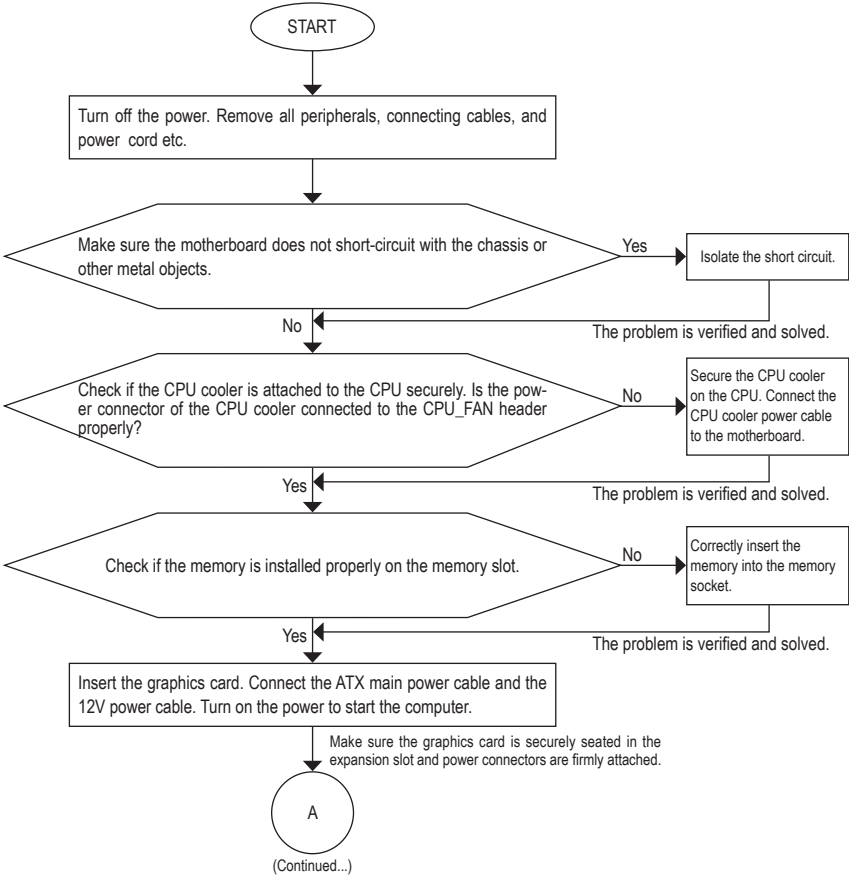 START
Turn off the power. Remove all peripherals, connecting cables, and
power cord etc.
Make sure the motherboard does not short-circuit with the chassis or
other metal objects.
Yes
Isolate the short circuit.
No
The problem is verified and solved.
Check if the CPU cooler is attached to the CPU securely. Is the pow-
er connector of the CPU cooler connected to the CPU_FAN header
properly?
No
Secure the CPU cooler
on the CPU. Connect the
CPU cooler power cable
to the motherboard.
Yes
The problem is verified and solved.
Check if the memory is installed properly on the memory slot.
No
Correctly insert the
memory into the memory
socket.
Yes
The problem is verified and solved.
Insert the graphics card. Connect the ATX main power cable and the
12V power cable. Turn on the power to start the computer.
Make sure the graphics card is securely seated in the
expansion slot and power connectors are firmly attached.
A
(Continued...)